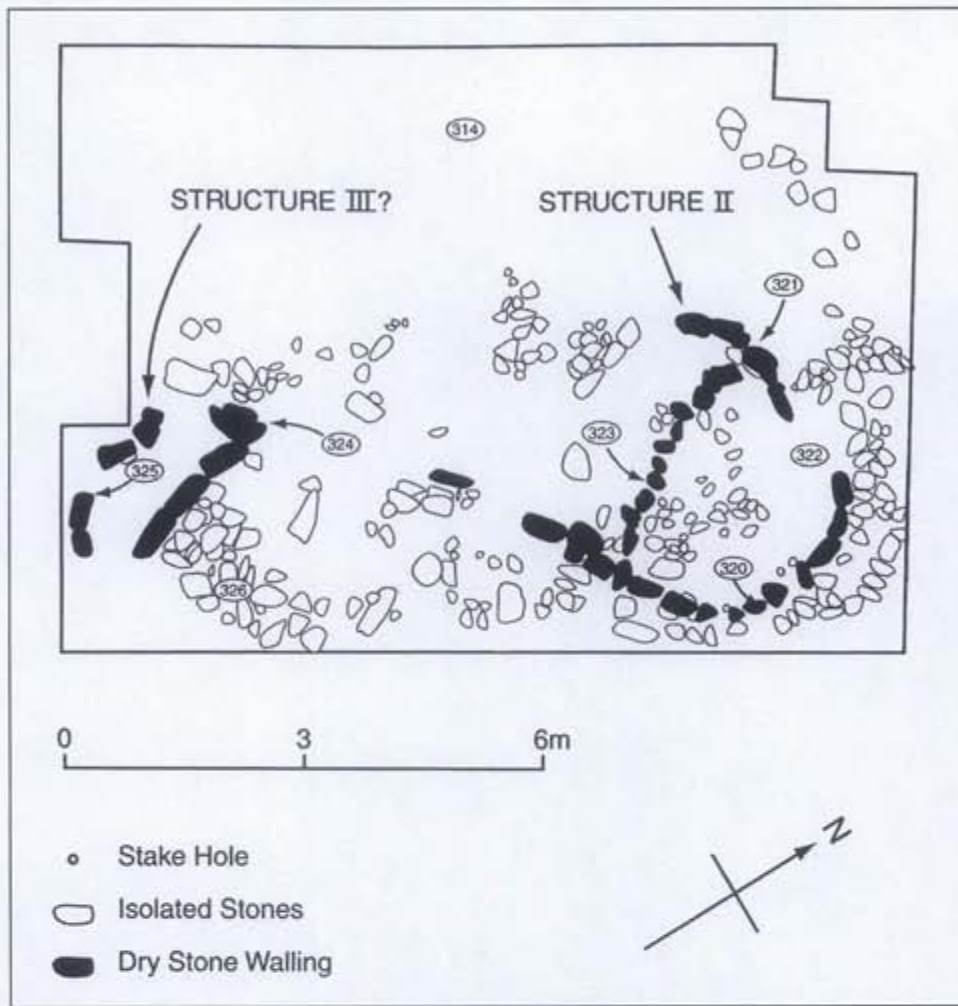 314
STRUCTURE III?
STRUCTURE II
321
323
324
322
325
320
326
0 3 6m
N
Stake Hole
Isolated Stones
Dry Stone Walling